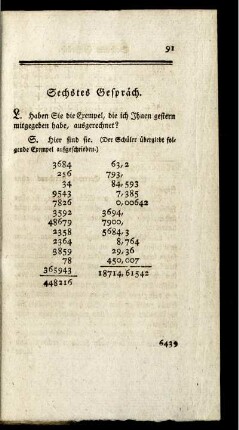 91
Sechstes Gespräch.
L. Haben Sie die Exempel, die ich Ihnen gestern
mitgegeben habe, ausgerechnet?
S. Hier sind sie. (Der Schüler übergiebt fol-
gende Exempel aufgeschrieben.)
3684 63, 2
256 793,
34 84, 593
9543 7, 385
7826 0, 00642
3592 3694,
48679 7900,
2358 5684, 3
2364 8, 764
3859 29, 36
78 450, 007
365943 18714, 61542
448216